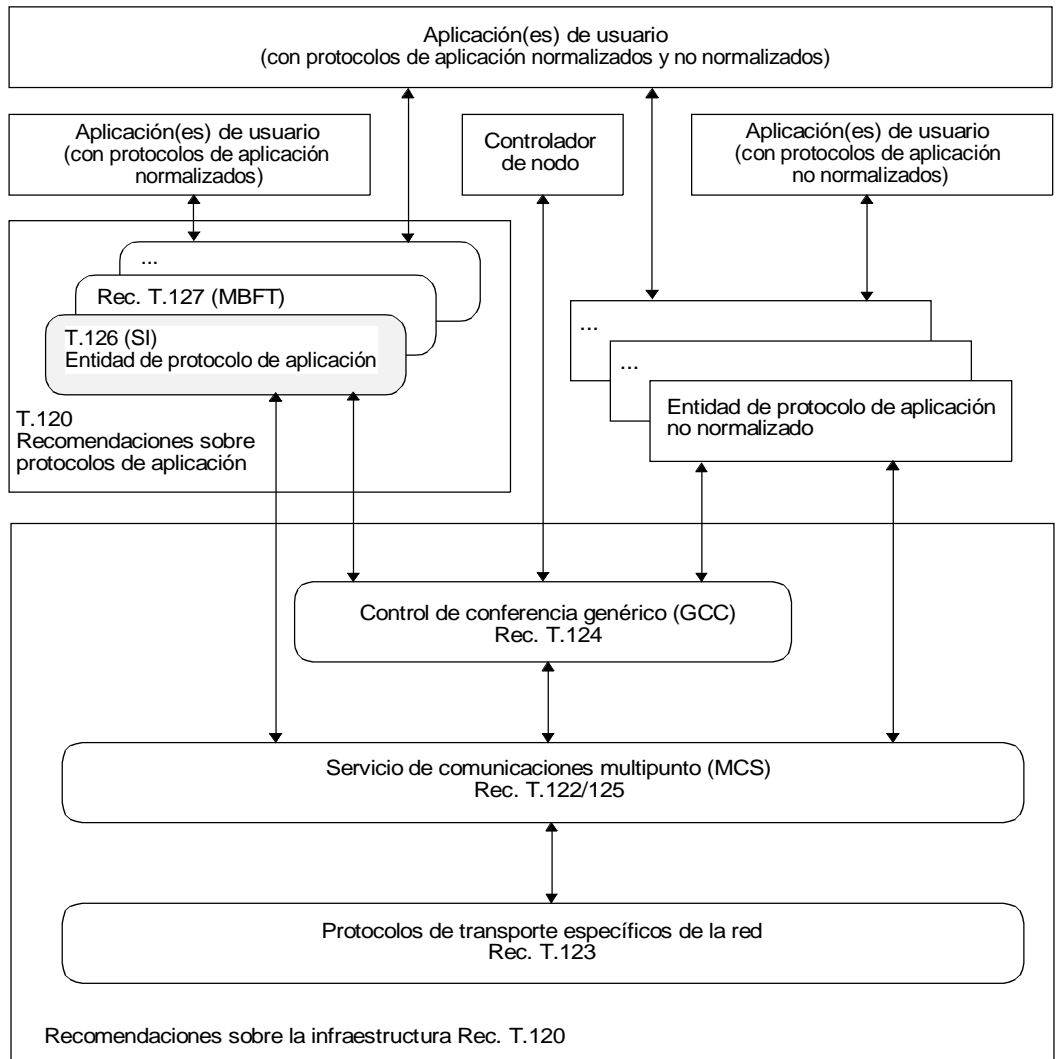 Aplicación(es) de usuario
(con protocolos de aplicación normalizados y no normalizados)
Aplicación(es) de usuario
(con protocolos de aplicación
normalizados)
Controlador
de nodo
Aplicación(es) de usuario
(con protocolos de aplicación
no normalizados)
...
Rec. T.127 (MBFT)
T.126 (SI)
Entidad de protocolo de aplicación
T.120
Recomendaciones sobre
protocolos de aplicación
...
...
Entidad de protocolo de aplicación
no normalizado
Control de conferencia genérico (GCC)
Rec. T.124
Servicio de comunicaciones multipunto (MCS)
Rec. T.122/125
Protocolos de transporte específicos de la red
Rec. T.123
Recomendaciones sobre la infraestructura Rec. T.120